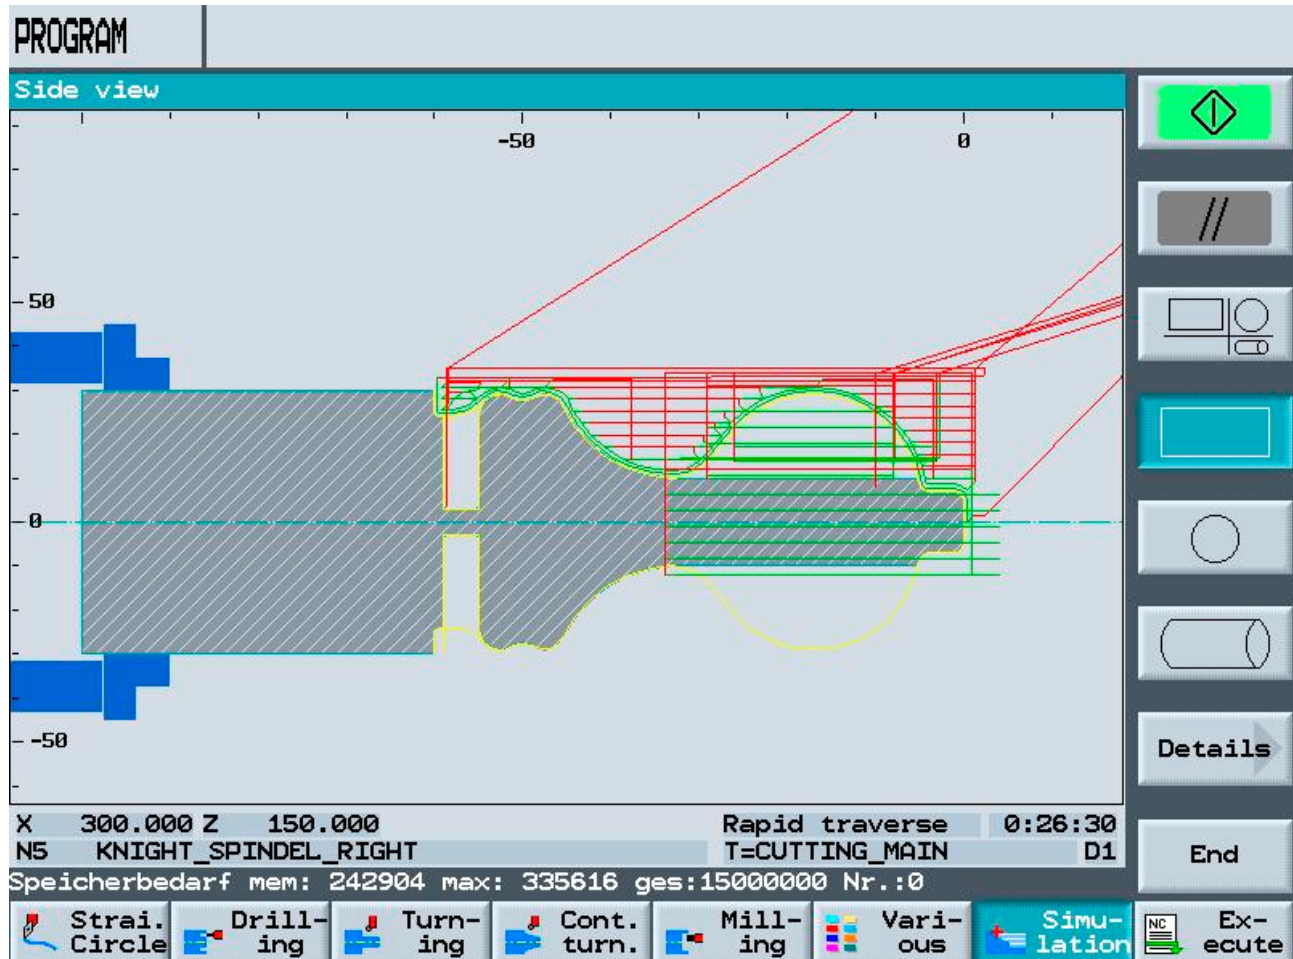 PROGRAM
Side view
-50 0
50
0
-50
Details
X 300.000 Z 150.000 Rapid traverse 0:26:30
N5 KNIGHT_SPINDEL_RIGHT T=CUTTING_MAIN D1
End
Speicherbedarf mem: 242904 max: 335616 ges:15000000 Nr.:0
Strai. Circle
Drill- ing
Turn- ing
Cont. turn.
Mill- ing
Vari- ous
Simu- lation
NC
Ex- ecute